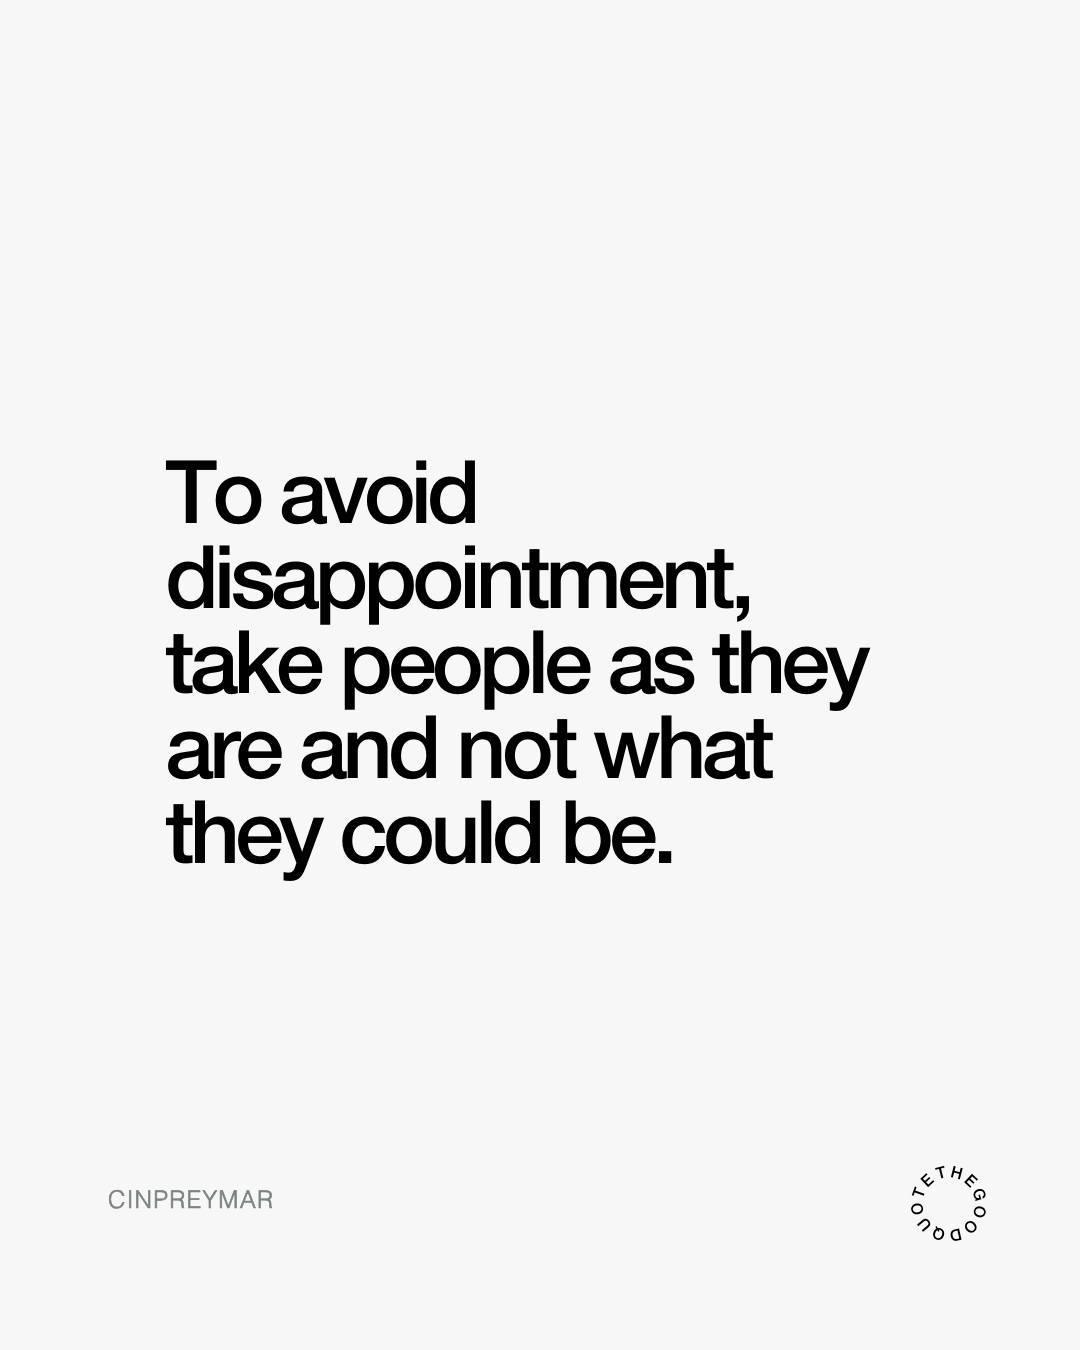 To avoid
disappointment,
take people as they
are and not what
they could be.
CINPREYMAR
THEGOODQUOTE